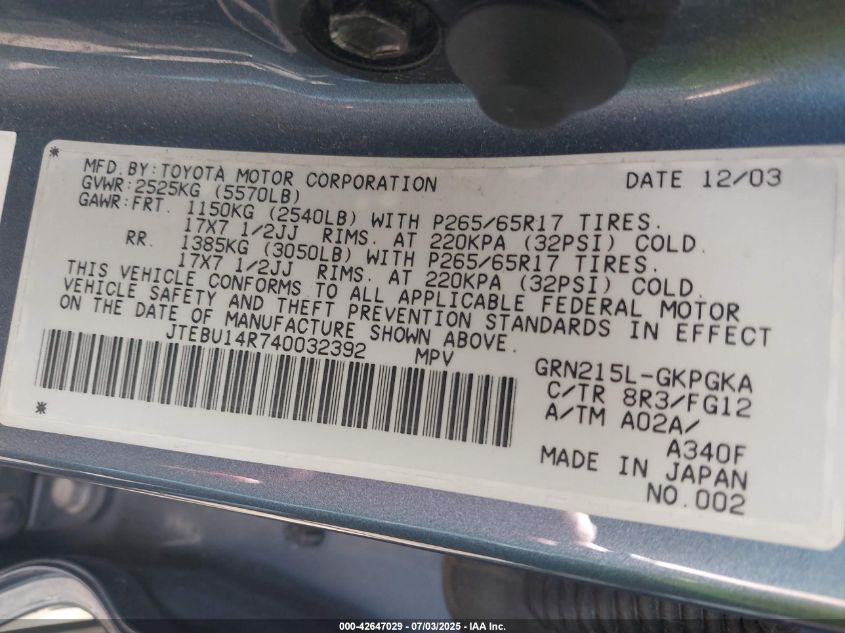 MFD.BY:TOYOTA MOTOR CORPORATION DATE 12/03
GVWR:2525KG (5570LB)
GAWR:FRT. 1150KG (2540LB) WITH P265/65R17 TIRES.
17X7 1/2JJ RIMS. AT 220KPA (32PSI) COLD.
RR. 1385KG (3050LB) WITH P265/65R17 TIRES.
17X7 1/2JJ RIMS. AT 220KPA (32PSI) COLD.
THIS VEHICLE CONFORMS TO ALL APPLICABLE FEDERAL MOTOR
VEHICLE SAFETY AND THEFT PREVENTION STANDARDS IN EFFECT
ON THE DATE OF MANUFACTURE SHOWN ABOVE.
JTEBU14R740032392 MPV
GRN215L-GKPGKA
C/TR 8R3/FG12
A/TM A02A/
A340F
MADE IN JAPAN
NO.002
000-42647029 - 07/03/2025 - IAA Inc.